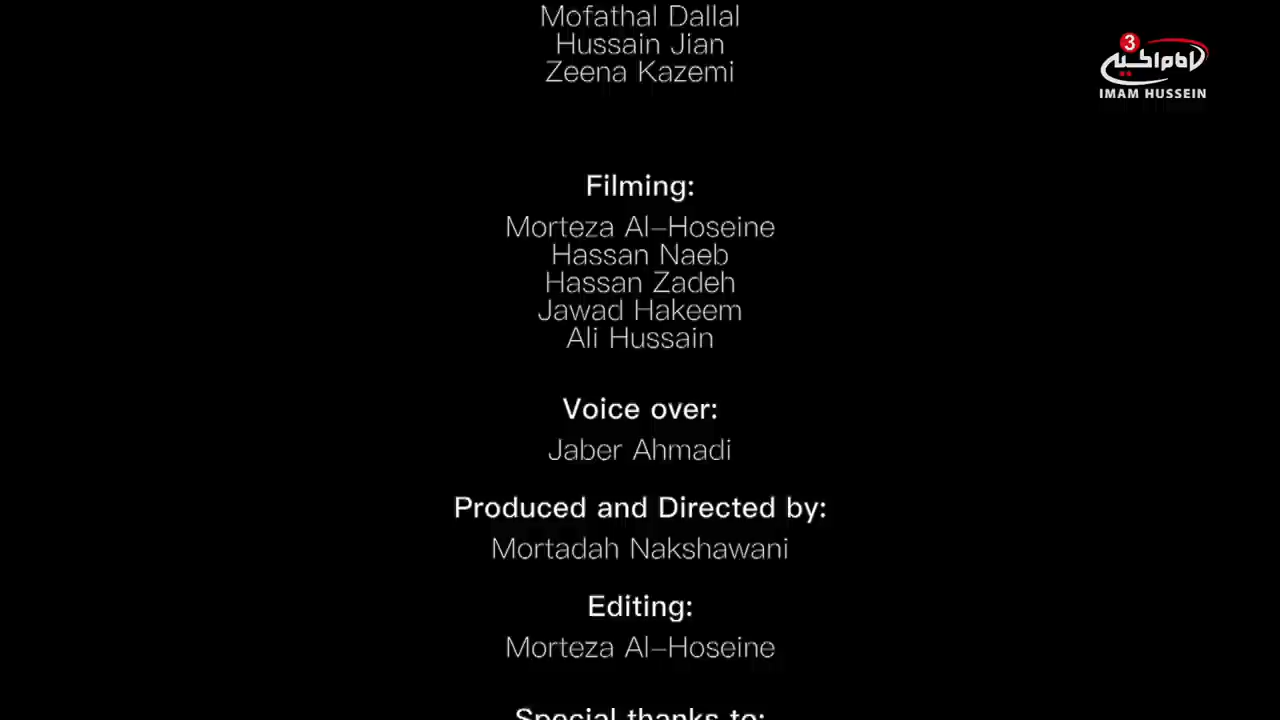 Mofathal Dallal
Hussain Jian
Zeena Kazemi
3
IMAM HUSSEIN
Filming:
Morteza Al-Hoseine
Hassan Naeb
Hassan Zadeh
Jawad Hakeem
Ali Hussain
Voice over:
Jaber Ahmadi
Produced and Directed by:
Mortadah Nakshawani
Editing:
Morteza Al-Hoseine
Special thanks to: